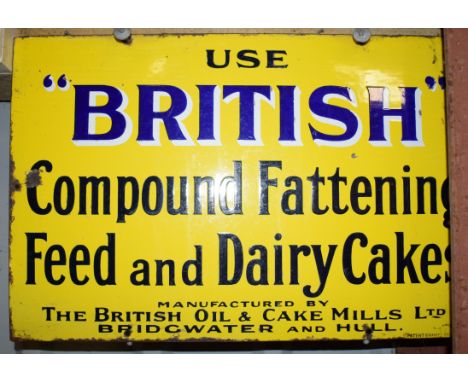 USE
"BRITISH"
Compound Fattening
Feed and Dairy Cakes
MANUFACTURED BY
THE BRITISH OIL & CAKE MILLS LTD
BRIDGWATER AND HULL.